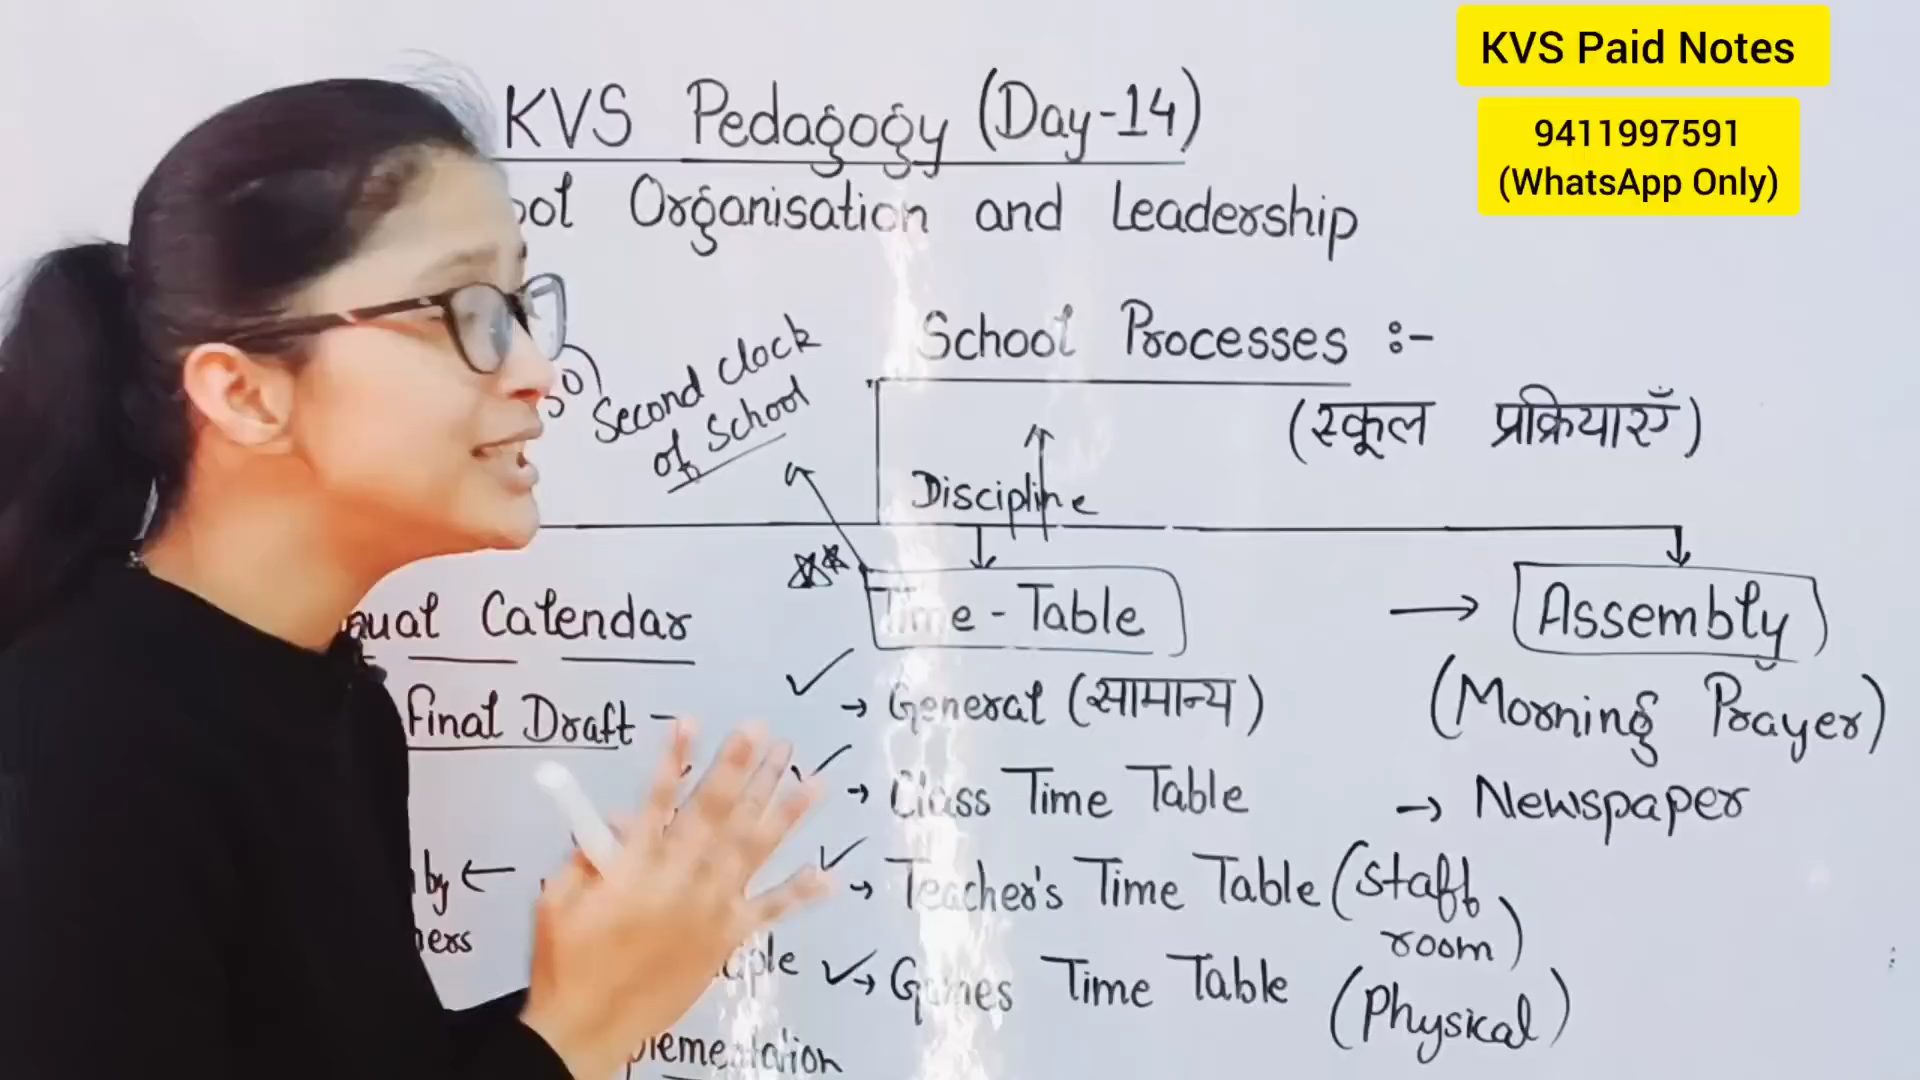 KVS Paid Notes
9411997591
(WhatsApp Only)
KVS Pedagogy (Day-14)
Organisation and Leadership
School Processes :-
(स्कूल प्रक्रियाएँ)
Second clock
of School
Discipline
Calendar
Final Draft -
by ←
Time - Table
→ General (सामान्य)
→ Class Time Table
→ Teacher's Time Table (Staff
room)
→ Games Time Table (Physical)
→ Assembly
(Morning Prayer)
→ Newspaper